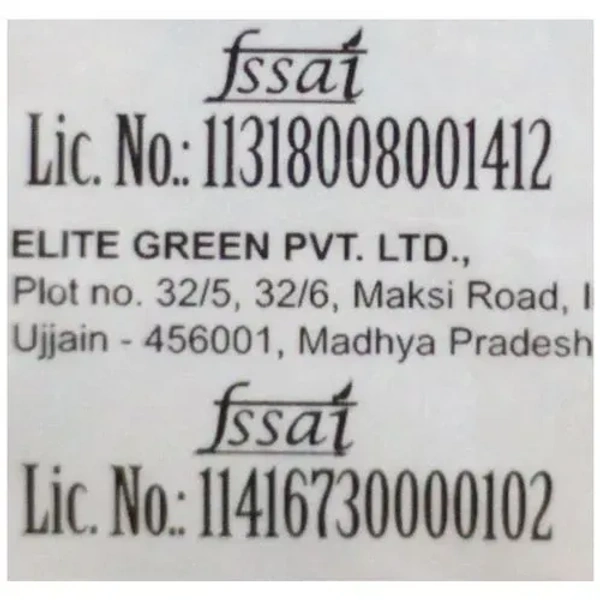 fssai
Lic. No.: 11318008001412
ELITE GREEN PVT. LTD.,
Plot no. 32/5, 32/6, Maksi Road,
Ujjain - 456001, Madhya Pradesh
fssai
Lic. No.: 11416730000102